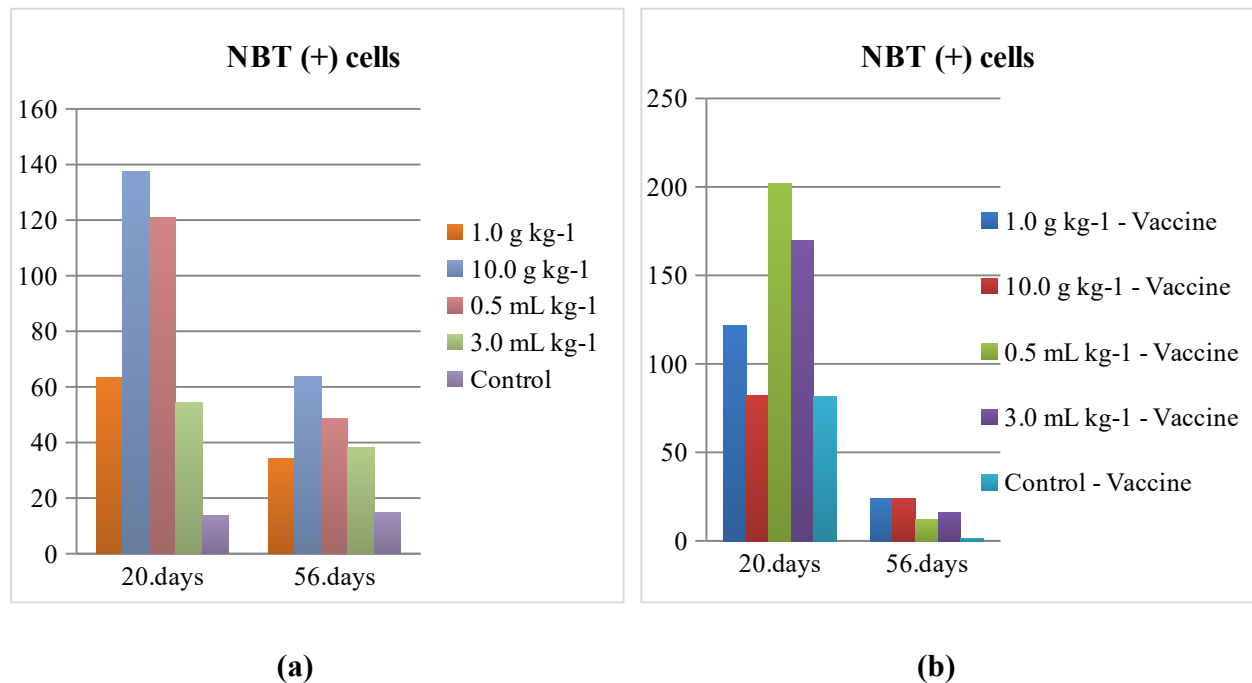 NBT (+) cells
160
140
120
100
80
60
40
20
0
20.days
56.days
1.0 g kg-1
10.0 g kg-1
0.5 mL kg-1
3.0 mL kg-1
Control
(a)
NBT (+) cells
250
200
150
100
50
0
20.days
56.days
1.0 g kg-1 - Vaccine
10.0 g kg-1 - Vaccine
0.5 mL kg-1 - Vaccine
3.0 mL kg-1 - Vaccine
Control - Vaccine
(b)